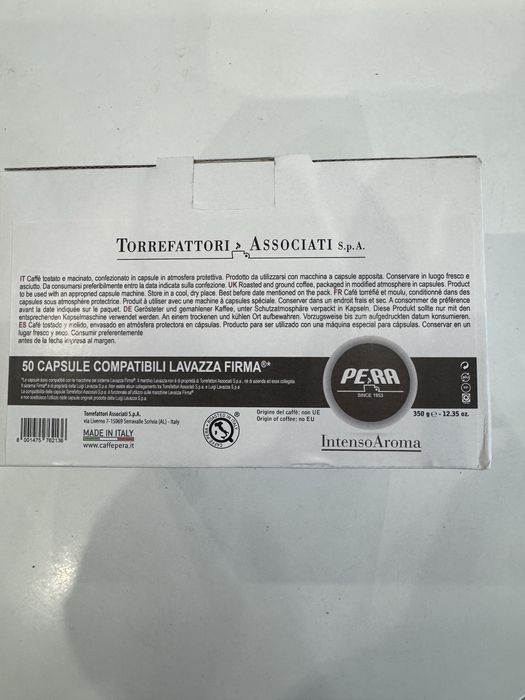 TORREFATTORI ASSOCIATI S.p.A.
IT Caffè tostato e macinato, confezionato in capsule in atmosfera protettiva. Prodotto da utilizzarsi con macchina a capsule apposita. Conservare in luogo fresco e
asciutto. Da consumarsi preferibilmente entro la data indicata sulla confezione. UK Roasted and ground coffee, packaged in modified atmosphere in capsules. Product
to be used with an appropried capsule machine. Store in a cool, dry place. Best before date mentioned on the pack. FR Café torréfié et moulu, conditionné dans des
capsules sous atmosphère protectrice. Produit à utiliser avec une machine à capsules spéciale. Conserver dans un endroit frais et sec. A consommer de préférence
avant la date indiquée sur le paquet. DE Gerösteter und gemahlener Kaffee, unter Schutzatmosphäre verpackt in Kapseln. Diese Produkt sollte nur mit den
entsprechenden Kapselmaschine verwendet werden. An einem trockenen und kühlen Ort aufbewahren. Vorzugsweise bis zum aufgedruckten datum konsumieren.
ES Café tostado y molido, envasado en atmósfera protectora en cápsulas. Producto para ser utilizado con una máquina especial para cápsulas. Conservar en un
lugar fresco y seco. Consumir preferentemente
antes de la fecha impresa al margen.
50 CAPSULE COMPATIBILI LAVAZZA FIRMA®*
PERA
SINCE 1953
350 g e - 12.35 oz.
Torrefattori Associati S.p.A.
via Livorno 7-15069 Serravalle Scrivia (AL) - Italy
MADE IN ITALY
www.caffepera.it
8 001475 762136
Origine del caffè: non UE
Origin of coffee: no EU
IntensoAroma